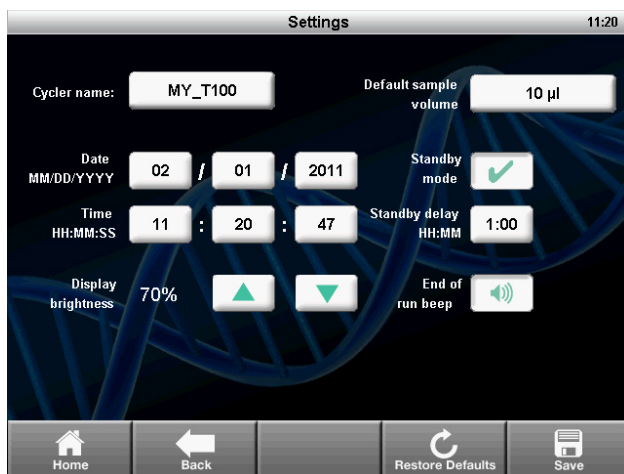 Settings
11:20
Cycler name:
MY_T100
Default sample
volume
10 µl
Date
MM/DD/YYYY
02 / 01 / 2011
Standby
mode
Time
HH:MM:SS
11 : 20 : 47
Standby delay
HH:MM
1:00
Display
brightness
70%
End of
run beep
Home
Back
Restore Defaults
Save